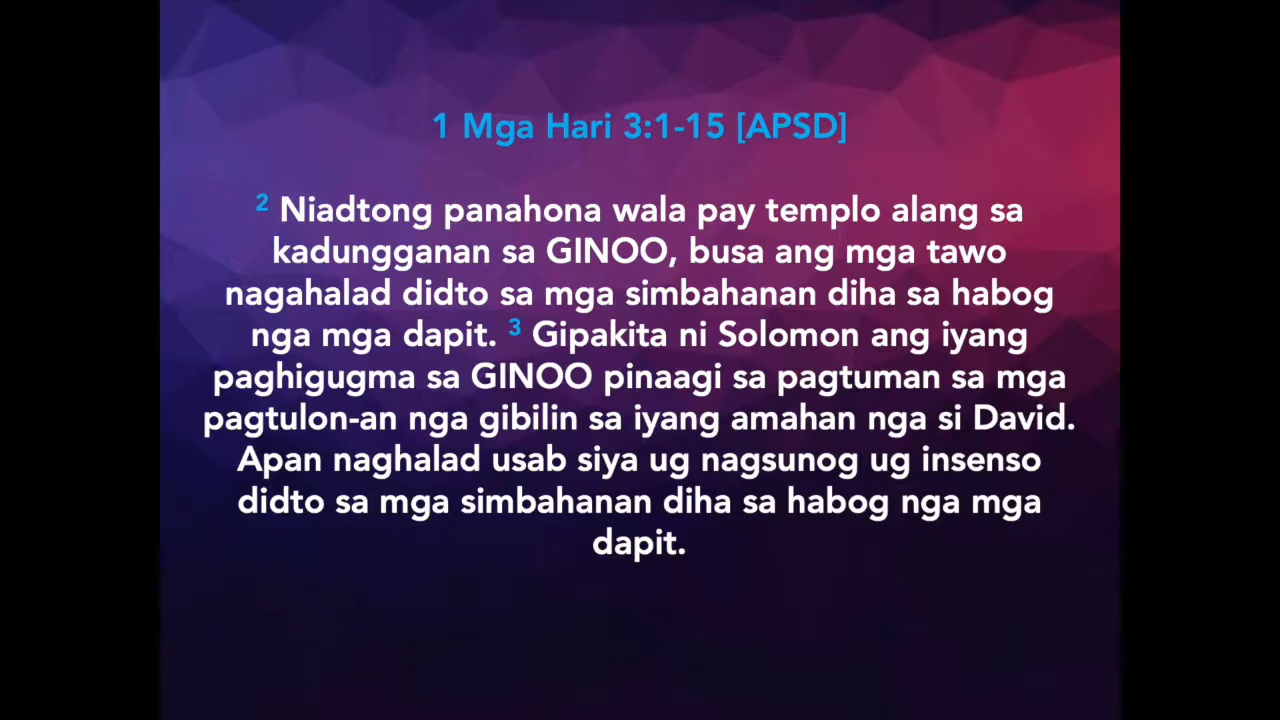 1 Mga Hari 3:1-15 [APSD]
2 Niadtong panahona wala pay templo alang sa
kadungganan sa GINOO, busa ang mga tawo
nagahalad didto sa mga simbahanan diha sa habog
nga mga dapit. 3 Gipakita ni Solomon ang iyang
paghigugma sa GINOO pinaagi sa pagtuman sa mga
pagtulon-an nga gibilin sa iyang amahan nga si David.
Apan naghalad usab siya ug nagsunog ug insenso
didto sa mga simbahanan diha sa habog nga mga
dapit.